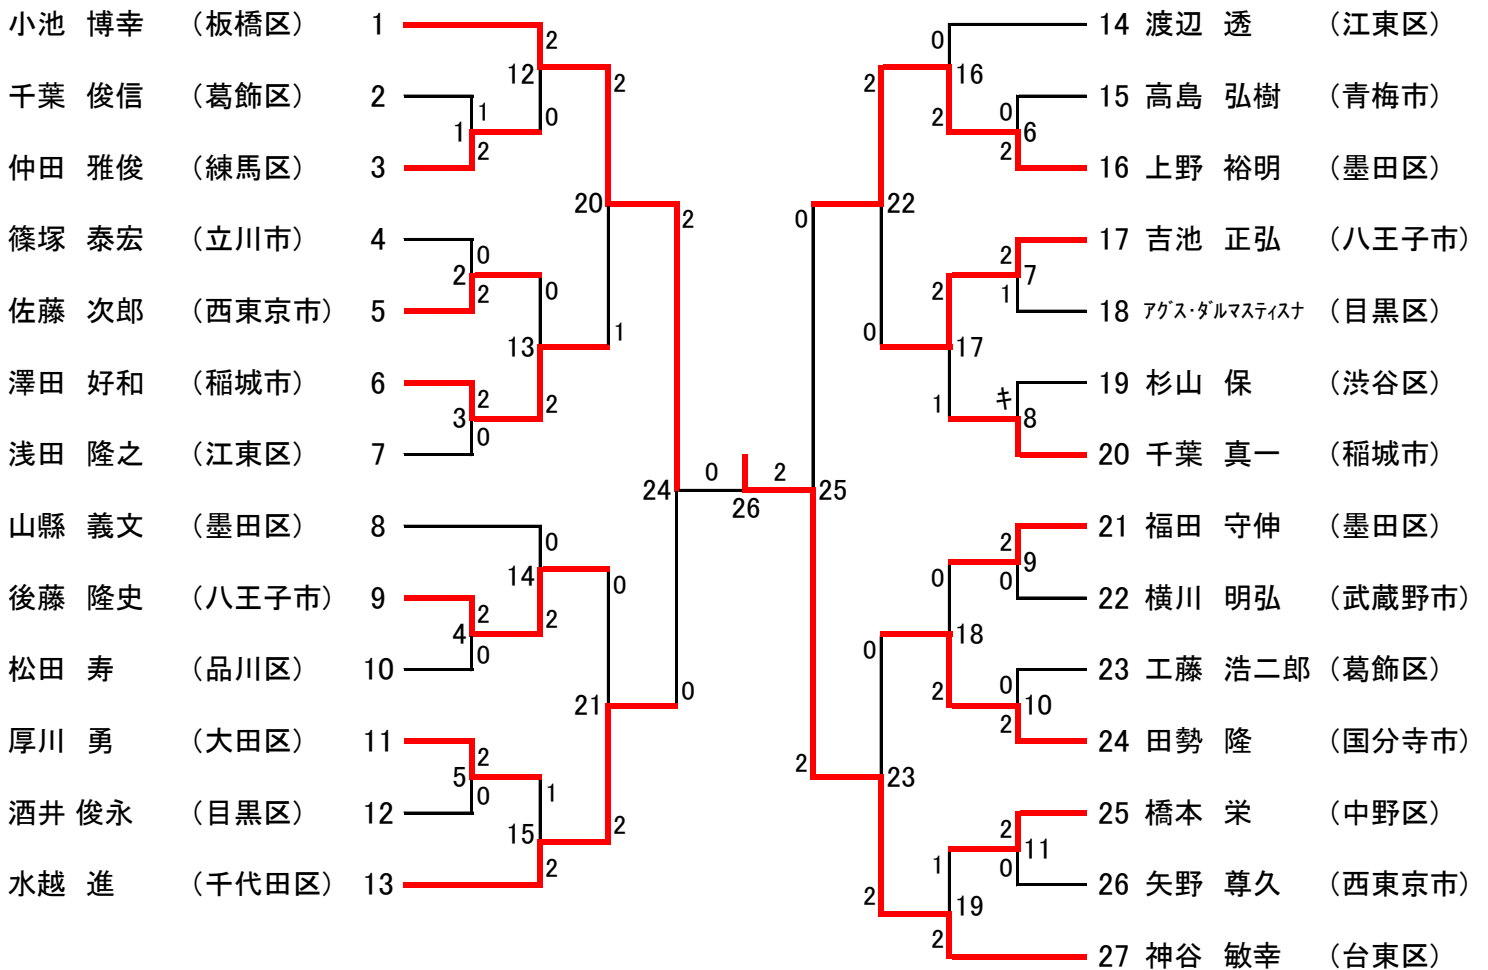 小池 博幸 （板橋区） 1
千葉 俊信 （葛飾区） 2
仲田 雅俊 （練馬区） 3
篠塚 泰宏 （立川市） 4
佐藤 次郎 （西東京市） 5
澤田 好和 （稲城市） 6
浅田 隆之 （江東区） 7
山縣 義文 （墨田区） 8
後藤 隆史 （八王子市） 9
松田 寿 （品川区） 10
厚川 勇 （大田区） 11
酒井 俊永 （目黒区） 12
水越 進 （千代田区） 13
2
12
0
1
1
2
2
20
1
0
2
2
0
13
2
2
3
0
2
24
0
0
14
2
2
4
0
0
21
2
2
5
0
1
15
2
0
26
2
14 渡辺 透 （江東区）
15 高島 弘樹 （青梅市）
16 上野 裕明 （墨田区）
17 吉池 正弘 （八王子市）
18 ｱｸﾞｽ･ﾀﾞﾙﾏｽﾃｨｽﾅ （目黒区）
19 杉山 保 （渋谷区）
20 千葉 真一 （稲城市）
21 福田 守伸 （墨田区）
22 横川 明弘 （武蔵野市）
23 工藤 浩二郎 （葛飾区）
24 田勢 隆 （国分寺市）
25 橋本 栄 （中野区）
26 矢野 尊久 （西東京市）
27 神谷 敏幸 （台東区）
0
16
2
0
6
2
2
22
0
2
7
1
2
17
1
キ
8
0
25
2
2
9
0
0
18
2
0
10
2
0
23
2
2
11
0
1
19
2